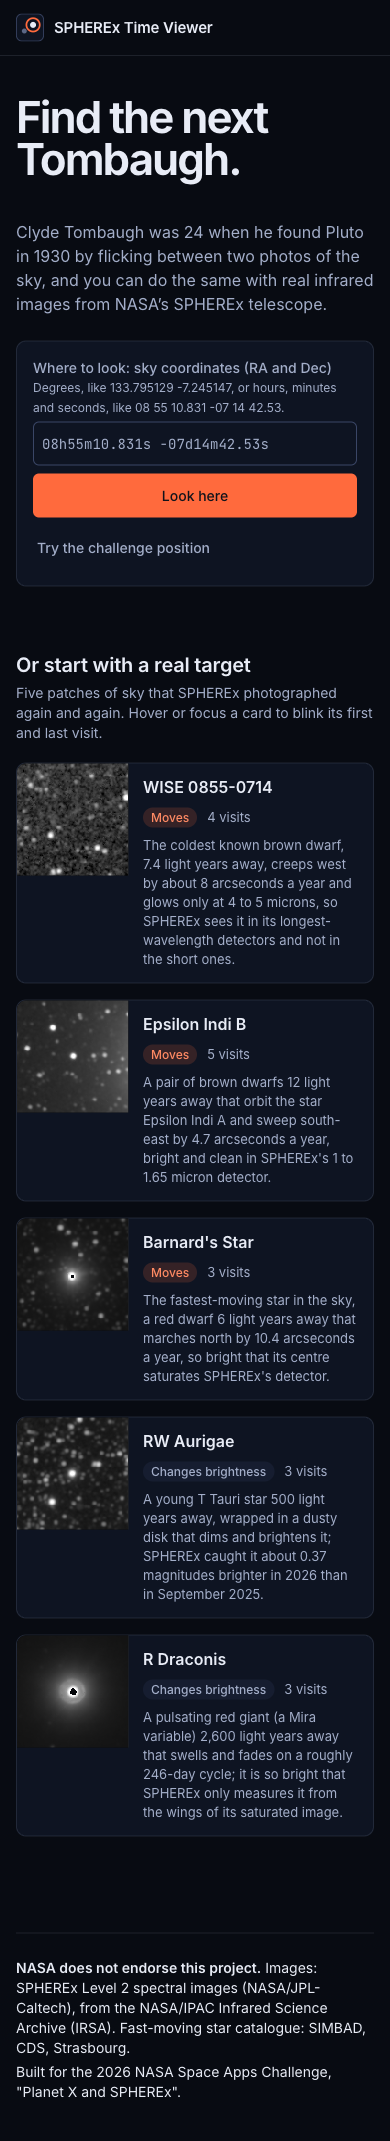 SPHEREx Time Viewer
Find the next
Tombaugh.
Clyde Tombaugh was 24 when he found Pluto
in 1930 by flicking between two photos of the
sky, and you can do the same with real infrared
images from NASA’s SPHEREx telescope.
Where to look: sky coordinates (RA and Dec)
Degrees, like 133.795129 -7.245147, or hours, minutes
and seconds, like 08 55 10.831 -07 14 42.53.
08h55m10.831s -07d14m42.53s
Look here
Try the challenge position
Or start with a real target
Five patches of sky that SPHEREx photographed
again and again. Hover or focus a card to blink its first
and last visit.
WISE 0855-0714
Moves 4 visits
The coldest known brown dwarf,
7.4 light years away, creeps west
by about 8 arcseconds a year and
glows only at 4 to 5 microns, so
SPHEREx sees it in its longest-
wavelength detectors and not in
the short ones.
Epsilon Indi B
Moves 5 visits
A pair of brown dwarfs 12 light
years away that orbit the star
Epsilon Indi A and sweep south-
east by 4.7 arcseconds a year,
bright and clean in SPHEREx's 1 to
1.65 micron detector.
Barnard's Star
Moves 3 visits
The fastest-moving star in the sky,
a red dwarf 6 light years away that
marches north by 10.4 arcseconds
a year, so bright that its centre
saturates SPHEREx's detector.
RW Aurigae
Changes brightness 3 visits
A young T Tauri star 500 light
years away, wrapped in a dusty
disk that dims and brightens it;
SPHEREx caught it about 0.37
magnitudes brighter in 2026 than
in September 2025.
R Draconis
Changes brightness 3 visits
A pulsating red giant (a Mira
variable) 2,600 light years away
that swells and fades on a roughly
246-day cycle; it is so bright that
SPHEREx only measures it from
the wings of its saturated image.
NASA does not endorse this project. Images:
SPHEREx Level 2 spectral images (NASA/JPL-
Caltech), from the NASA/IPAC Infrared Science
Archive (IRSA). Fast-moving star catalogue: SIMBAD,
CDS, Strasbourg.
Built for the 2026 NASA Space Apps Challenge,
"Planet X and SPHEREx".